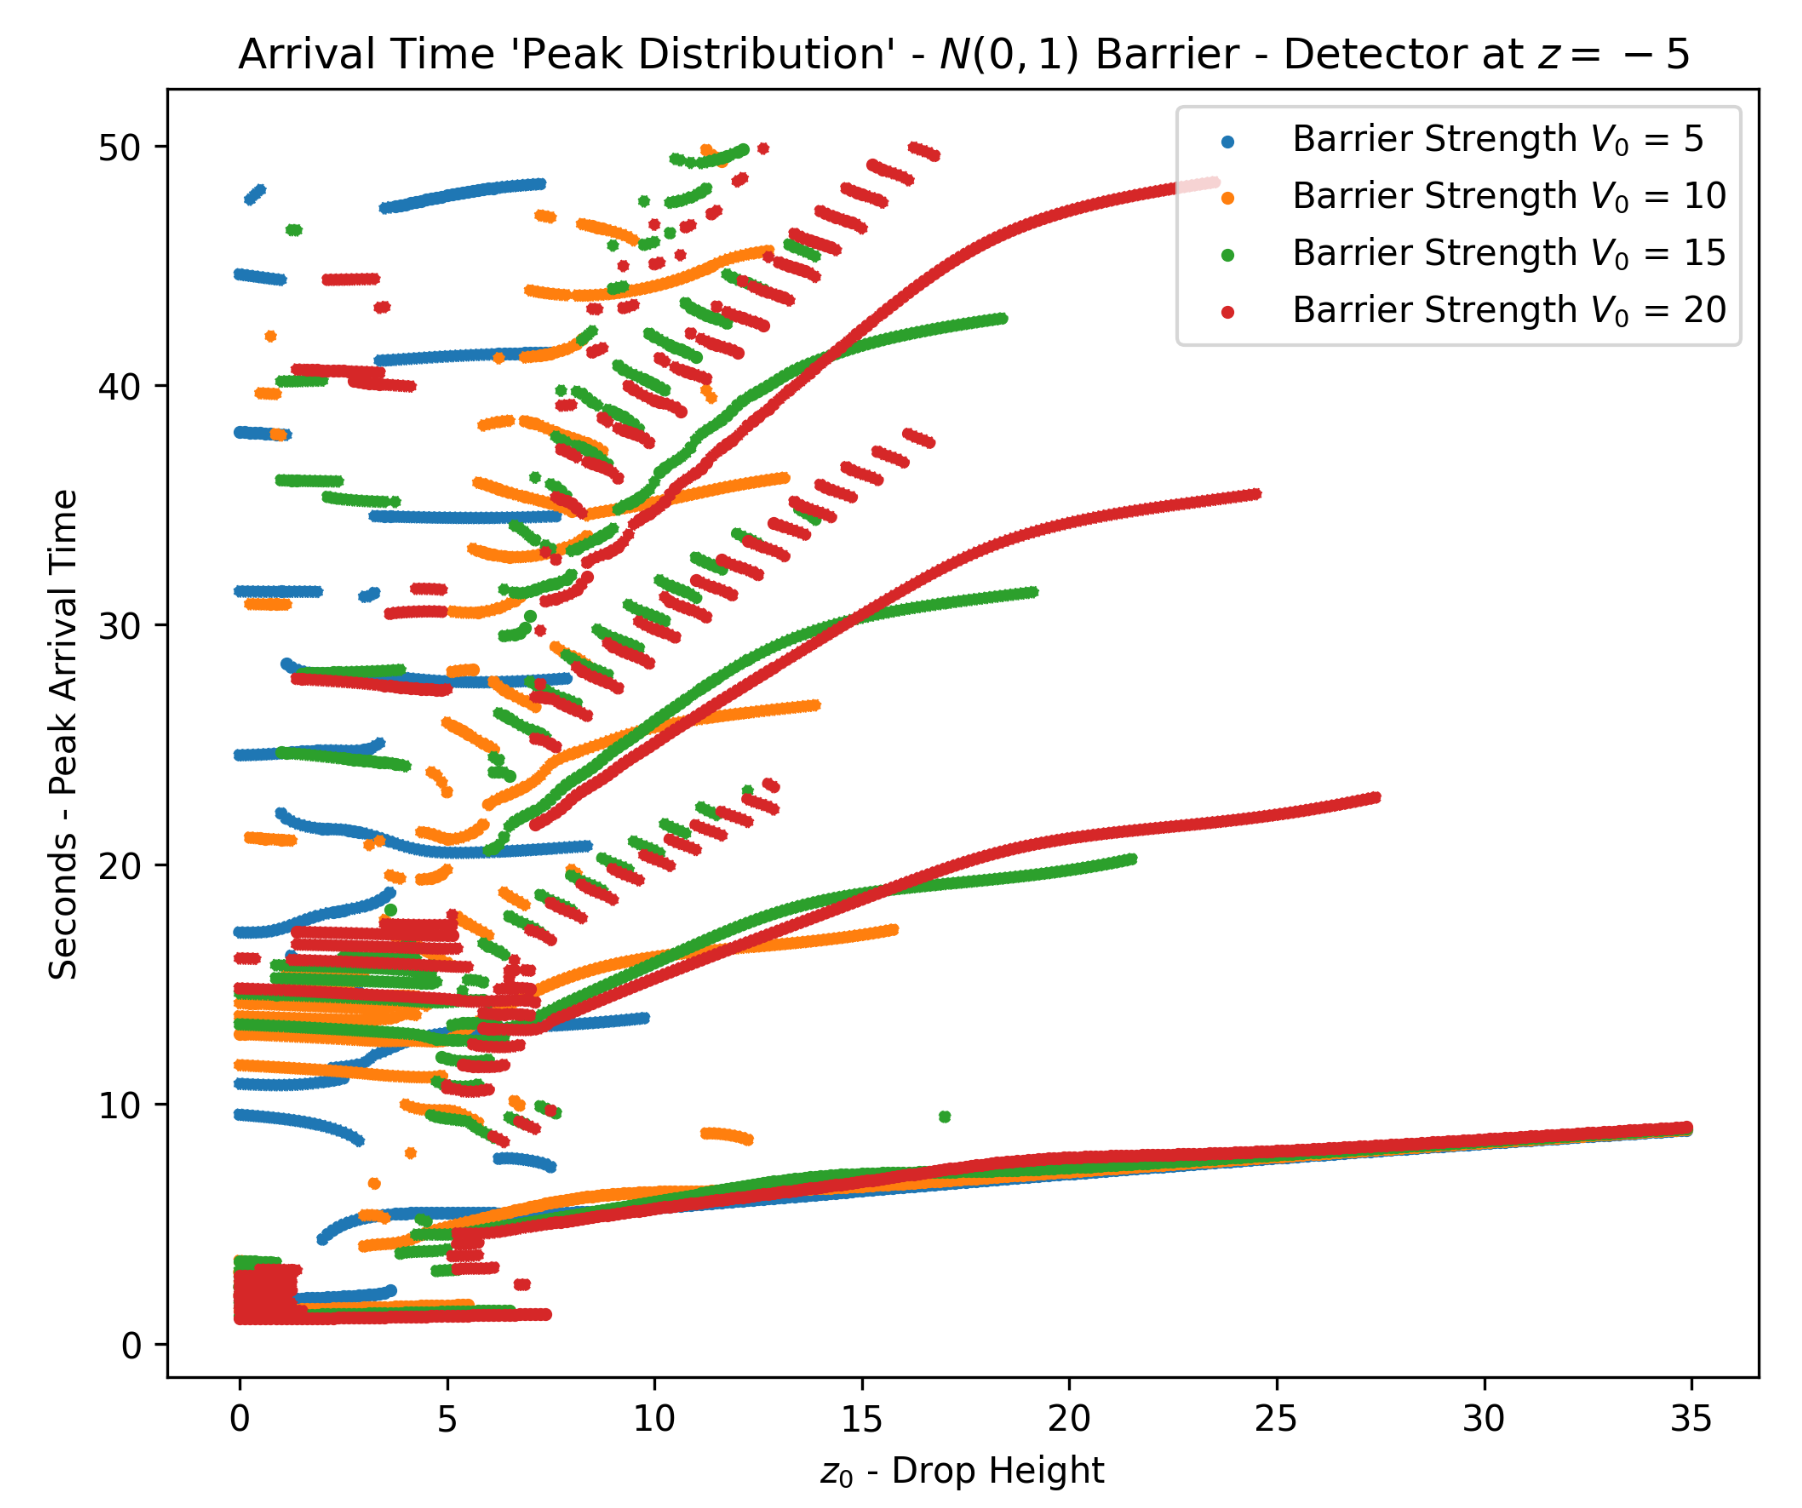 Arrival Time 'Peak Distribution' - N(0, 1) Barrier - Detector at z = − 5
Barrier Strength V₀ = 5
Barrier Strength V₀ = 10
Barrier Strength V₀ = 15
Barrier Strength V₀ = 20
50
40
30
20
10
0
Seconds - Peak Arrival Time
0 5 10 15 20 25 30 35
z₀ - Drop Height